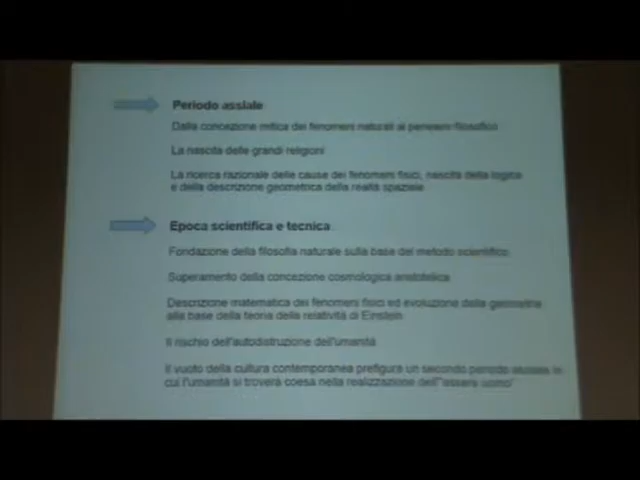 Periodo assiale
Dalla concezione mitica dei fenomeni naturali al pensiero filosofico
La nascita delle grandi religioni
La ricerca razionale delle cause dei fenomeni fisici, nascita della logica
e della descrizione geometrica della realtà spaziale
Epoca scientifica e tecnica
Fondazione della filosofia naturale sulla base del metodo scientifico
Superamento della concezione cosmologica aristotelica
Descrizione matematica dei fenomeni fisici ed evoluzione della geometria
alla base della teoria della relatività di Einstein
Il rischio dell'autodistruzione dell'umanità
Il vuoto della cultura contemporanea prefigura un secondo periodo assiale in
cui l'umanità si troverà coesa nella realizzazione dell'"essere uomo"